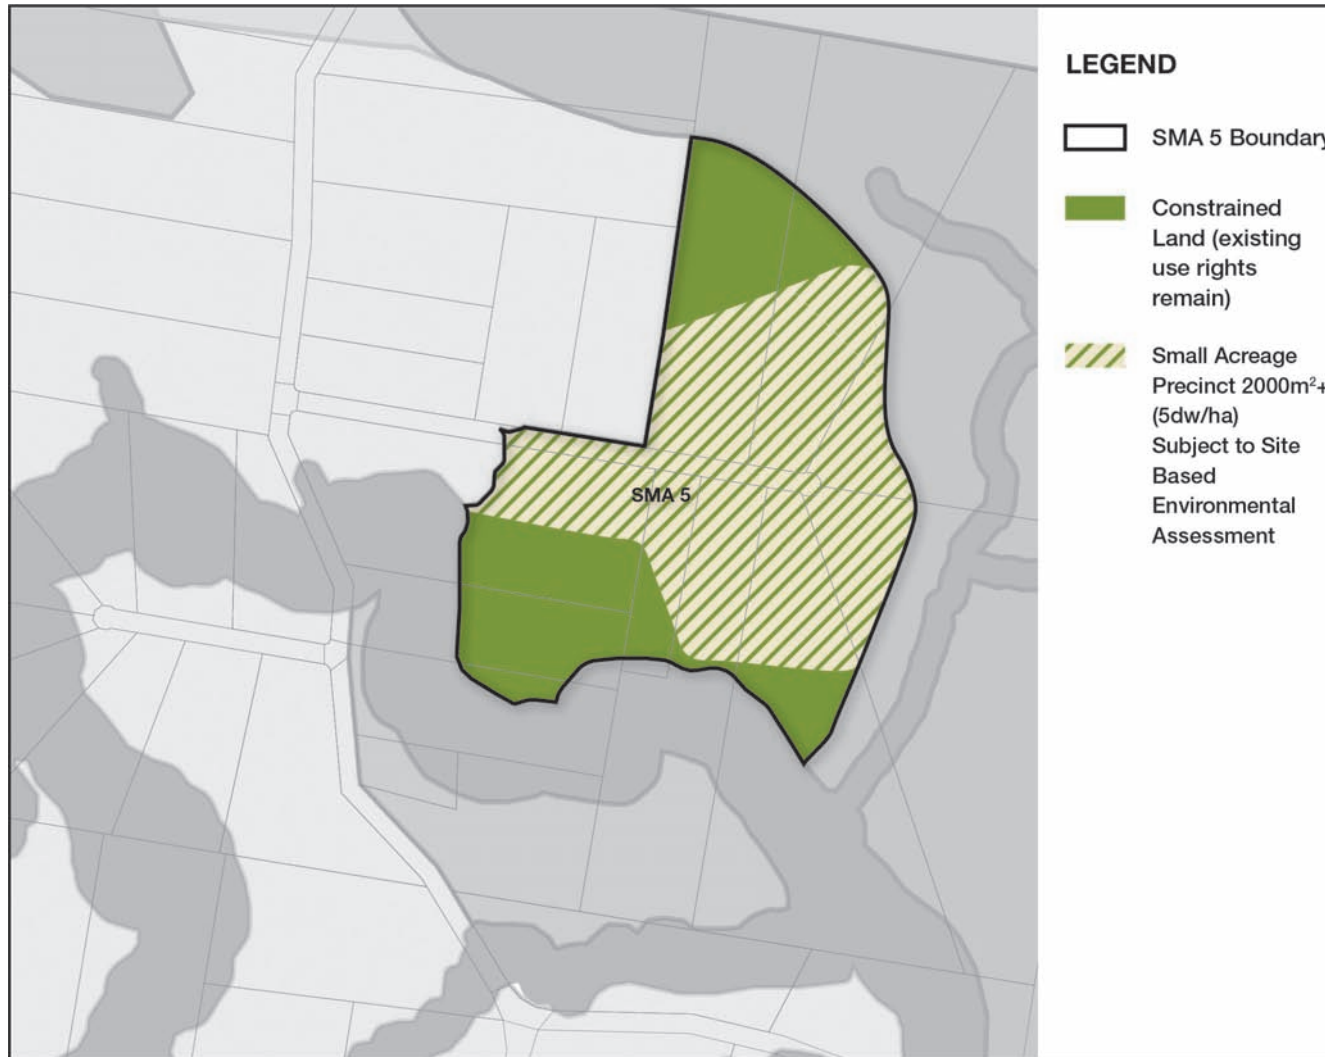 LEGEND
SMA 5 Boundary
Constrained
Land (existing
use rights
remain)
Small Acreage
Precinct 2000m²+
(5dw/ha)
Subject to Site
Based
Environmental
Assessment
SMA 5